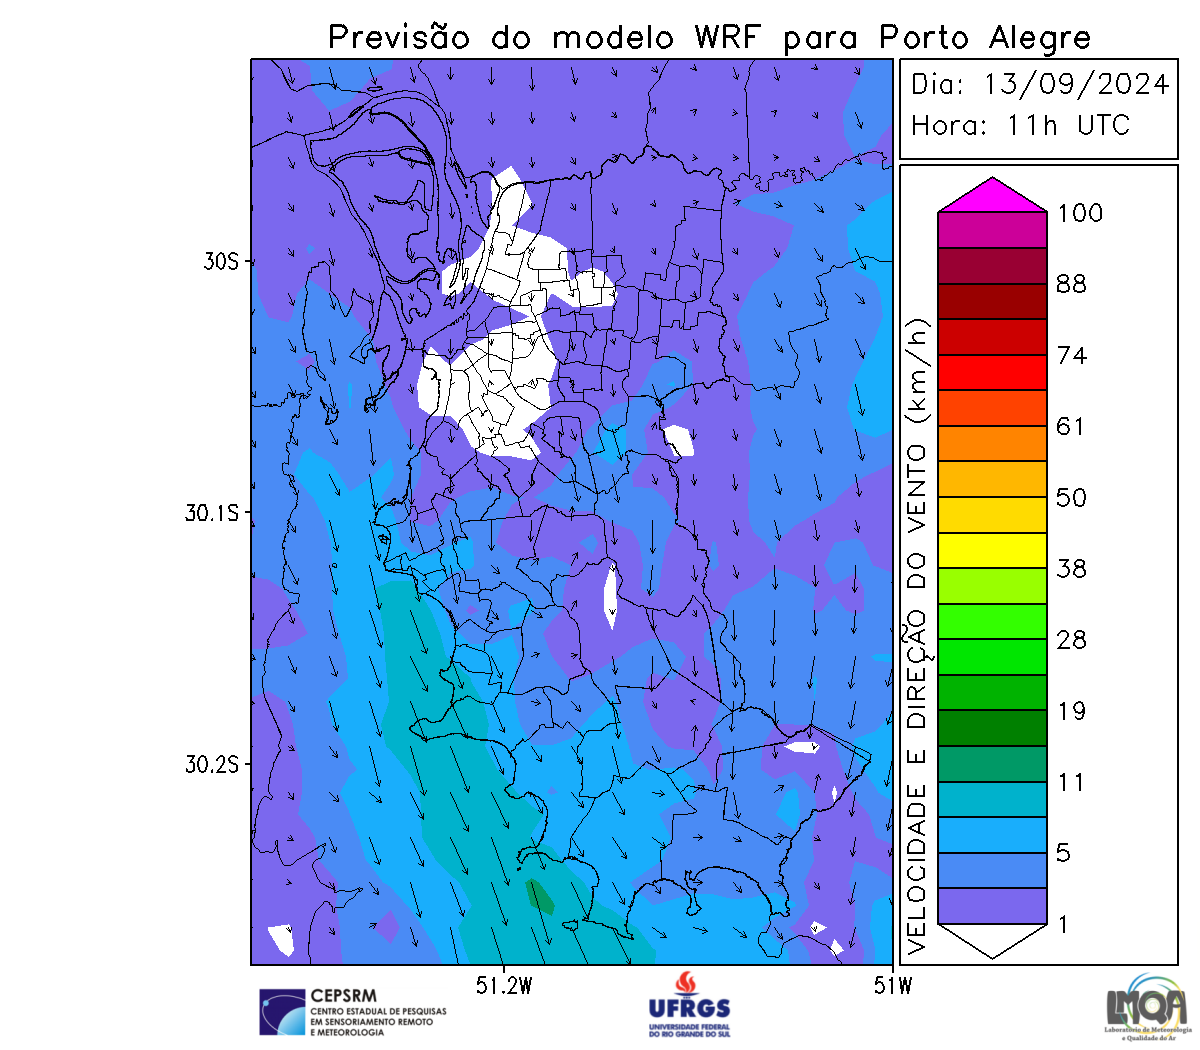 Previsão do modelo WRF para Porto Alegre
Dia: 13/09/2024
Hora: 11h UTC
30S
30.1S
30.2S
51.2W
51W
VELOCIDADE E DIREÇÃO DO VENTO (km/h)
100
88
74
61
50
38
28
19
11
5
1
CEPSRM
CENTRO ESTADUAL DE PESQUISAS
EM SENSORIAMENTO REMOTO
E METEOROLOGIA
UFRGS
UNIVERSIDADE FEDERAL
DO RIO GRANDE DO SUL
LMQA
Laboratório de Meteorologia
e Qualidade do Ar